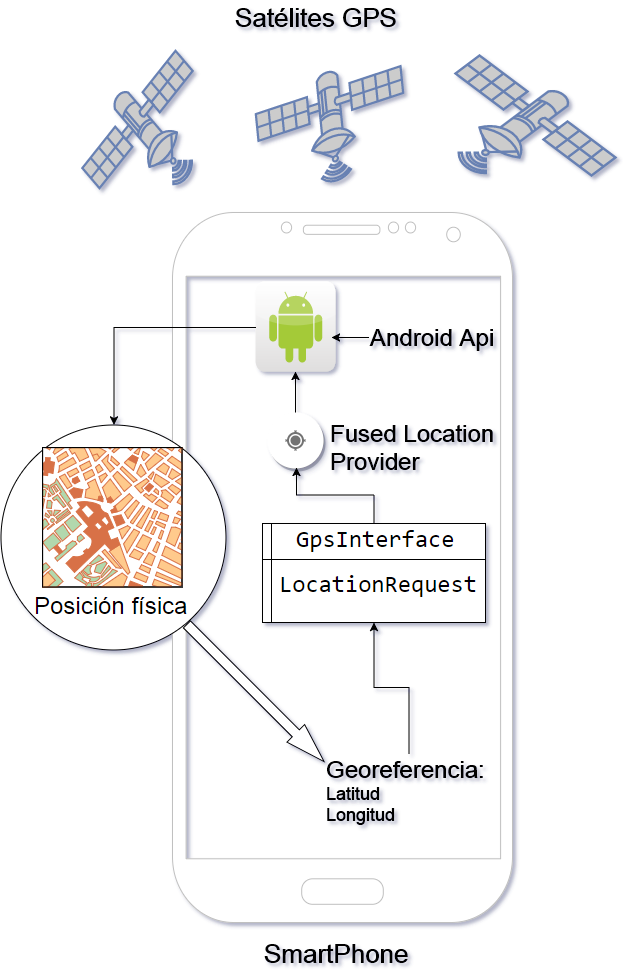 Satélites GPS
Android Api
Fused Location
Provider
GpsInterface
LocationRequest
Posición física
Georeferencia:
Latitud
Longitud
SmartPhone